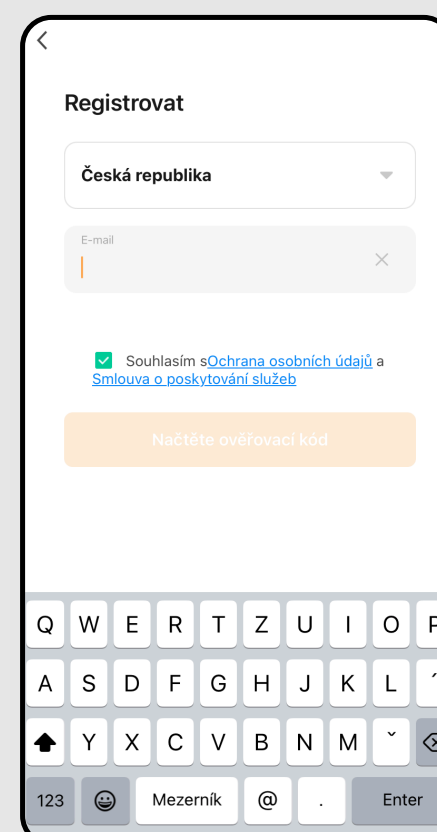 Registrovat
Česká republika
E-mail
Souhlasím sOchrana osobních údajů a
Smlouva o poskytování služeb
Načtěte ověřovací kód
Q W E R T Z U I O P
A S D F G H J K L ´
Y X C V B N M ˇ
123 Mezerník @ . Enter